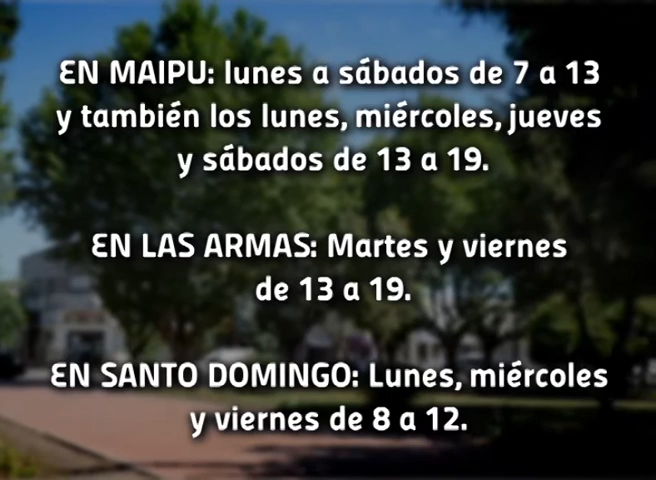 EN MAIPU: lunes a sábados de 7 a 13
y también los lunes, miércoles, jueves
y sábados de 13 a 19.
EN LAS ARMAS: Martes y viernes
de 13 a 19.
EN SANTO DOMINGO: Lunes, miércoles
y viernes de 8 a 12.